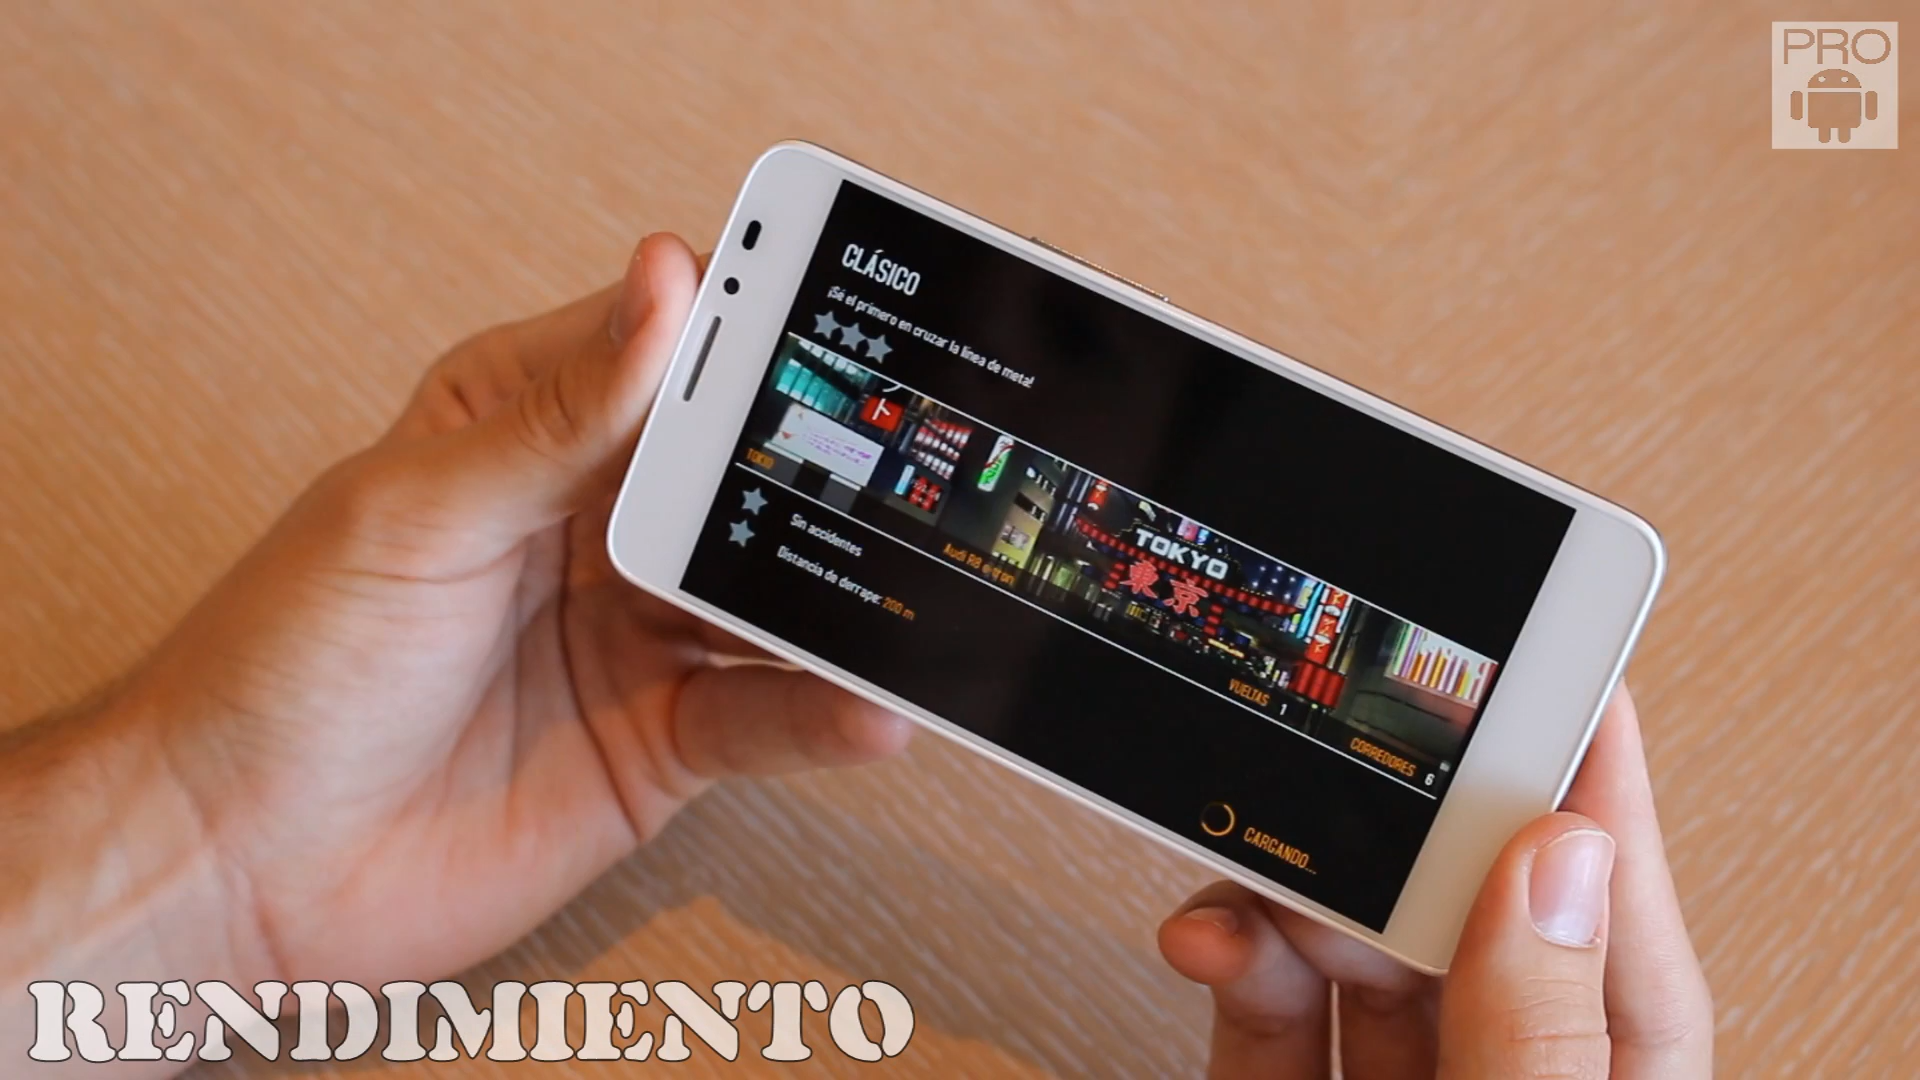 PRO
CLÁSICO
¡Sé el primero en cruzar la línea de meta!
ト
TOKIO
TOKYO
東京
Sin accidentes
Audi R8 e-tron
Distancia de derrape: 200 m
VUELTAS 1
CORREDORES 6
CARGANDO...
RENDIMIENTO